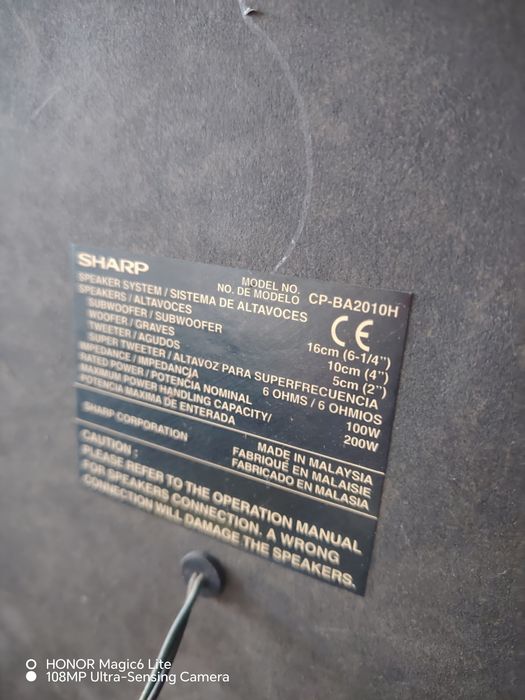 SHARP
MODEL NO.
NO. DE MODELO CP-BA2010H
SPEAKER SYSTEM / SISTEMA DE ALTAVOCES
SPEAKERS / ALTAVOCES
CE
SUBWOOFER / SUBWOOFER 16cm (6-1/4")
WOOFER / GRAVES 10cm (4")
TWEETER / AGUDOS 5cm (2")
SUPER TWEETER / ALTAVOZ PARA SUPERFRECUENCIA
IMPEDANCE / IMPEDANCIA 6 OHMS / 6 OHMIOS
RATED POWER / POTENCIA NOMINAL 100W
MAXIMUM POWER HANDLING CAPACITY/ 200W
POTENCIA MAXIMA DE ENTERADA
SHARP CORPORATION
MADE IN MALAYSIA
FABRIQUÉ EN MALAISIE
FABRICADO EN MALASIA
CAUTION :
PLEASE REFER TO THE OPERATION MANUAL
FOR SPEAKERS CONNECTION. A WRONG
CONNECTION WILL DAMAGE THE SPEAKERS.
HONOR Magic6 Lite
108MP Ultra-Sensing Camera